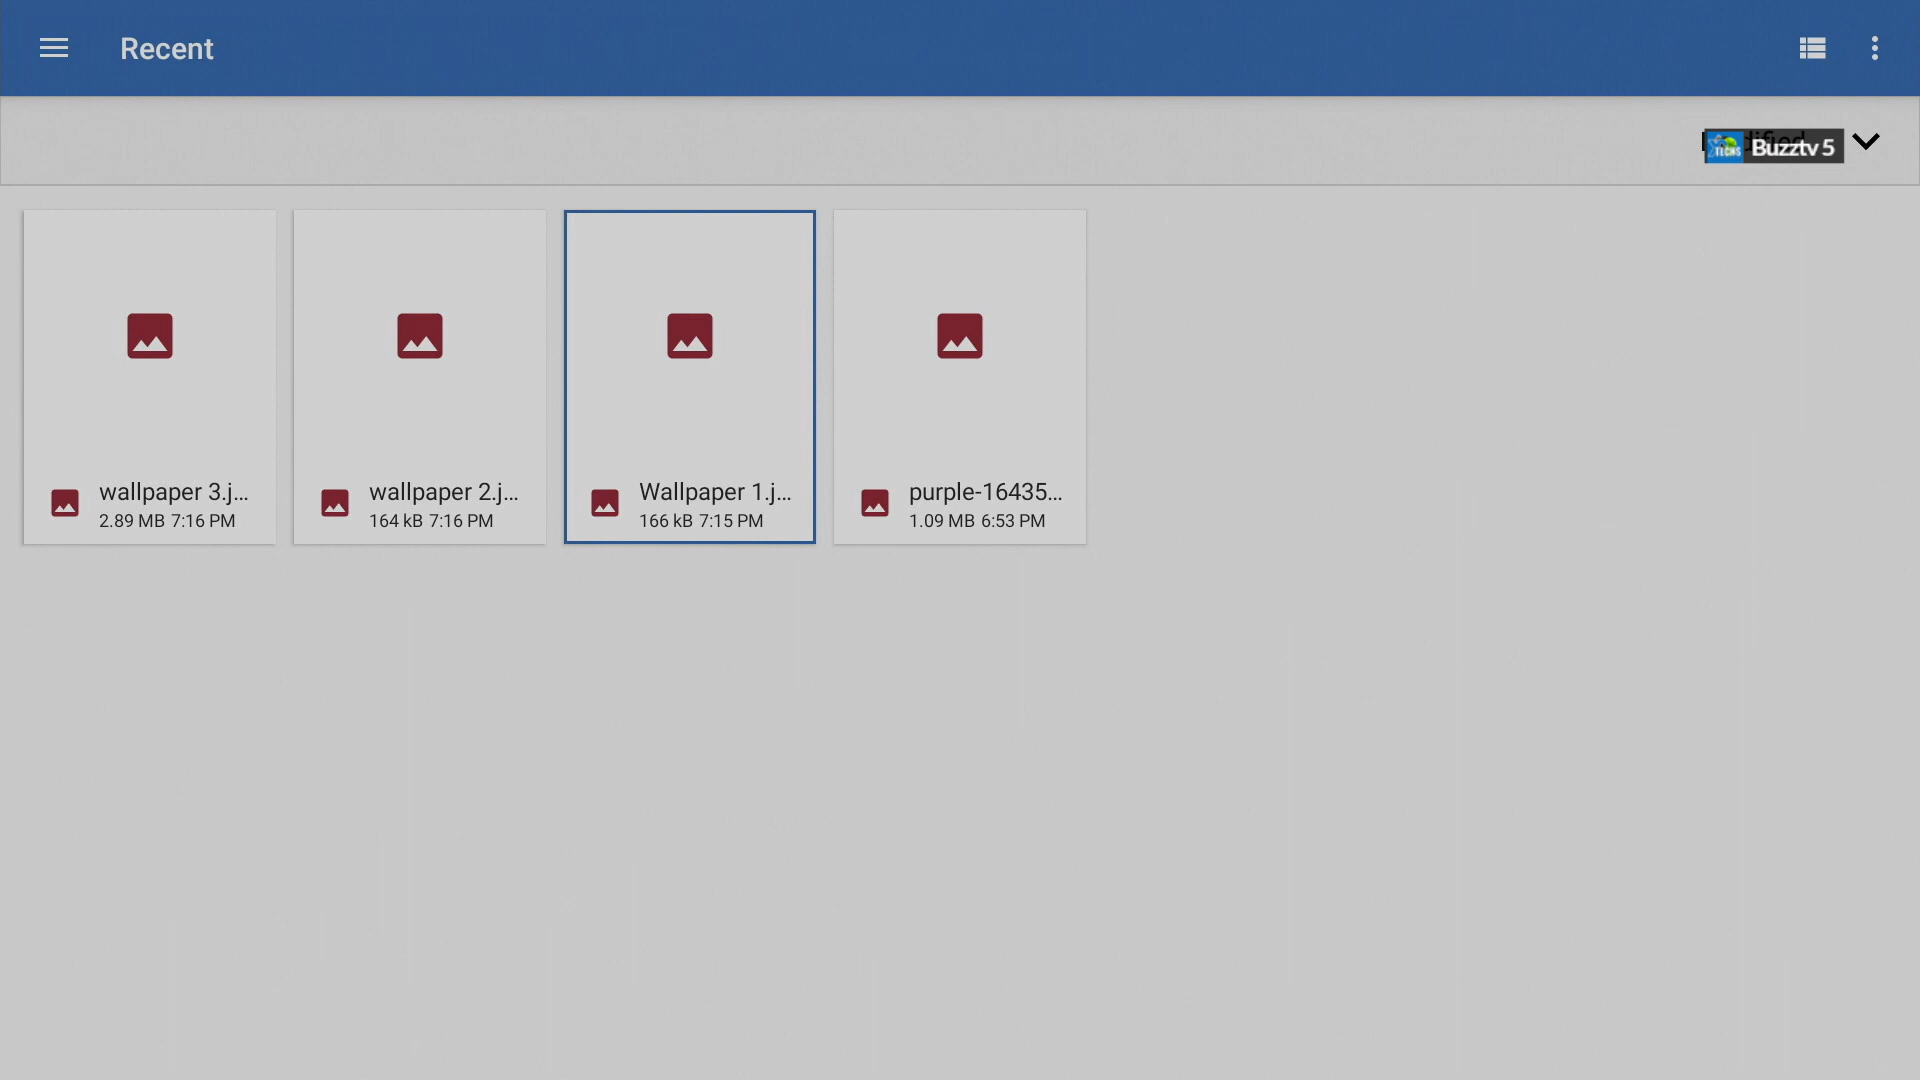 Recent
TECHS
Buzztv 5
wallpaper 3.j...
2.89 MB 7:16 PM
wallpaper 2.j...
164 kB 7:16 PM
Wallpaper 1.j...
166 kB 7:15 PM
purple-16435...
1.09 MB 6:53 PM